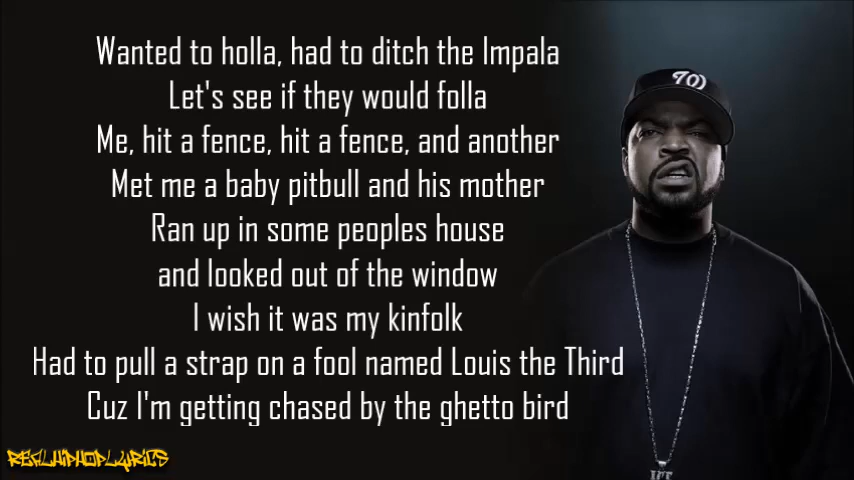 Wanted to holla, had to ditch the Impala
Let's see if they would folla
Me, hit a fence, hit a fence, and another
Met me a baby pitbull and his mother
Ran up in some peoples house
and looked out of the window
I wish it was my kinfolk
Had to pull a strap on a fool named Louis the Third
Cuz I'm getting chased by the ghetto bird
REALHIPHOPLYRICS